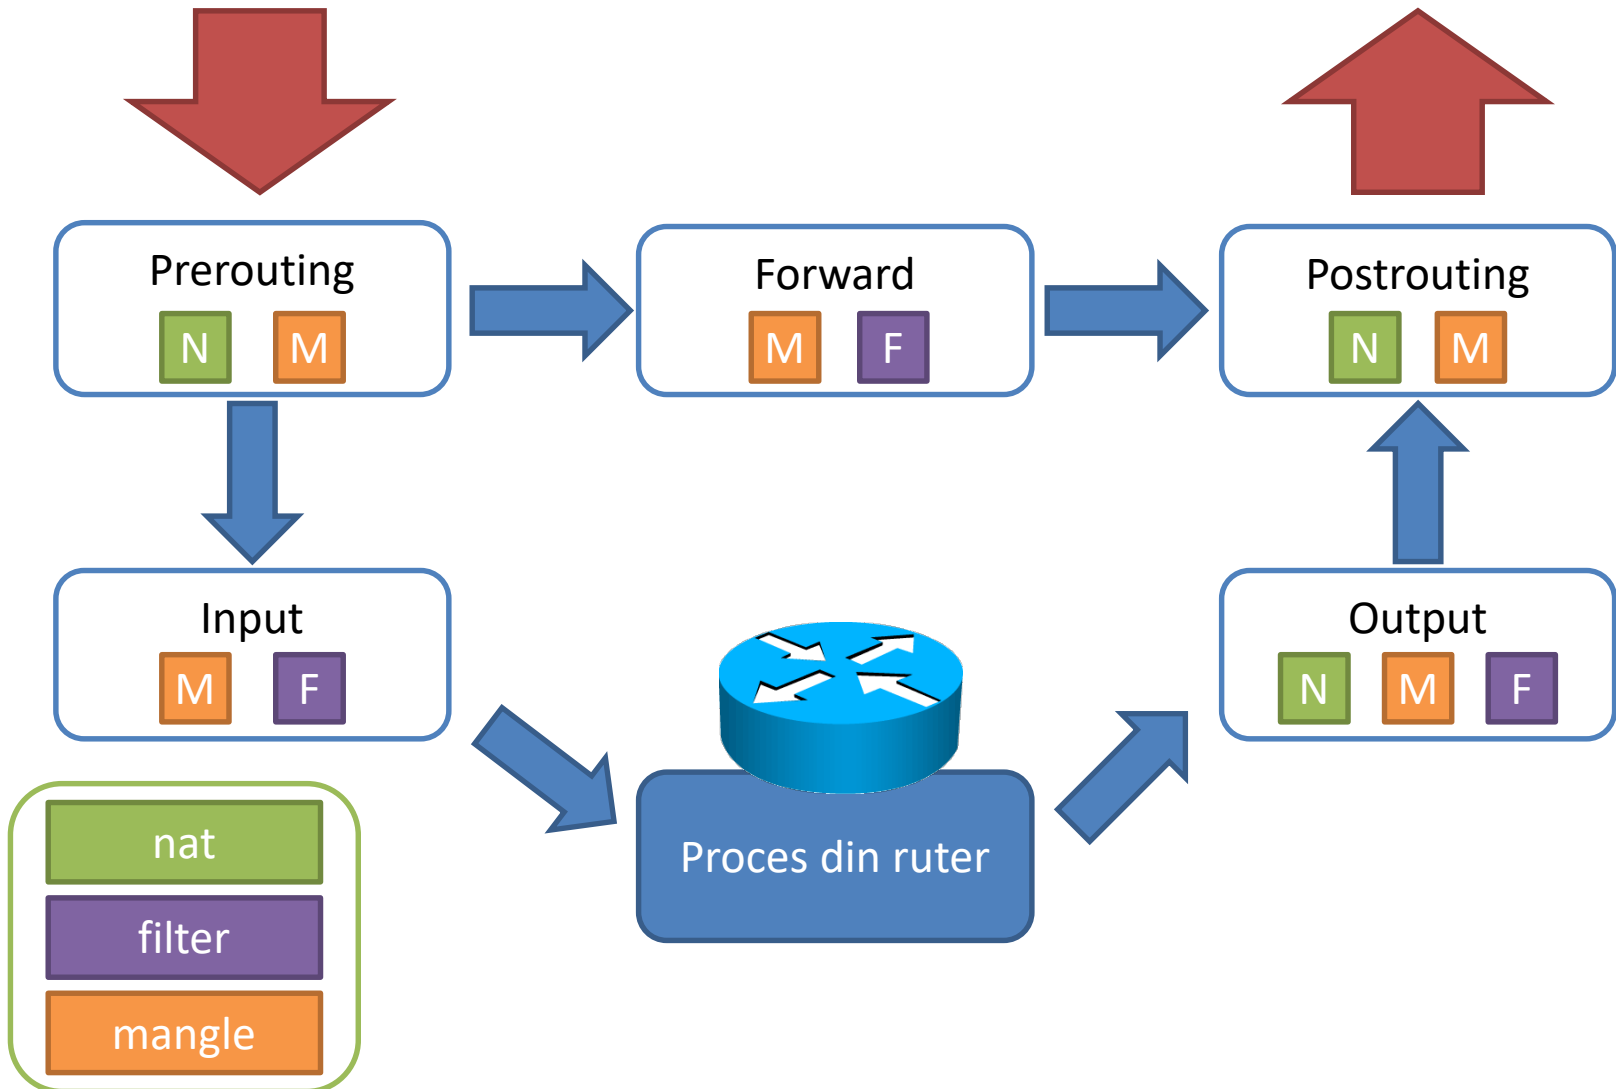 Prerouting
N M
Forward
M F
Postrouting
N M
Input
M F
Output
N M F
Proces din ruter
nat
filter
mangle